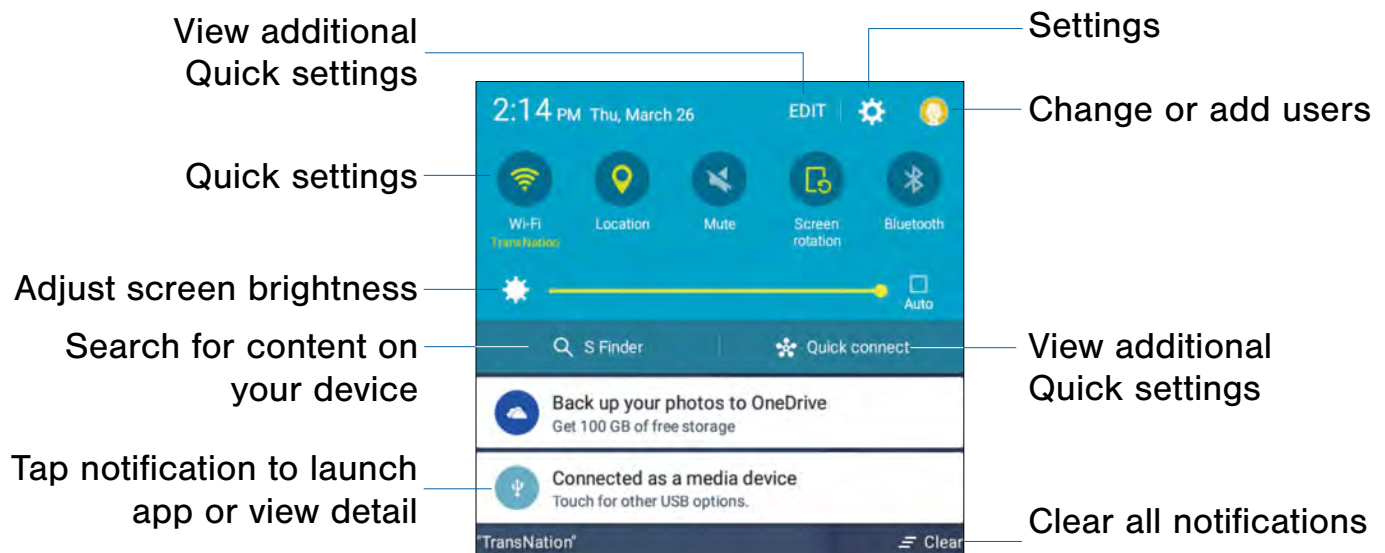 View additional
Quick settings
Settings
2:14 PM Thu, March 26
EDIT
Change or add users
Quick settings
Wi-Fi
TransNation
Location
Mute
Screen
rotation
Bluetooth
Adjust screen brightness
Auto
Search for content on
your device
S Finder
Quick connect
View additional
Quick settings
Back up your photos to OneDrive
Get 100 GB of free storage
Tap notification to launch
app or view detail
Connected as a media device
Touch for other USB options.
"TransNation"
Clear
Clear all notifications